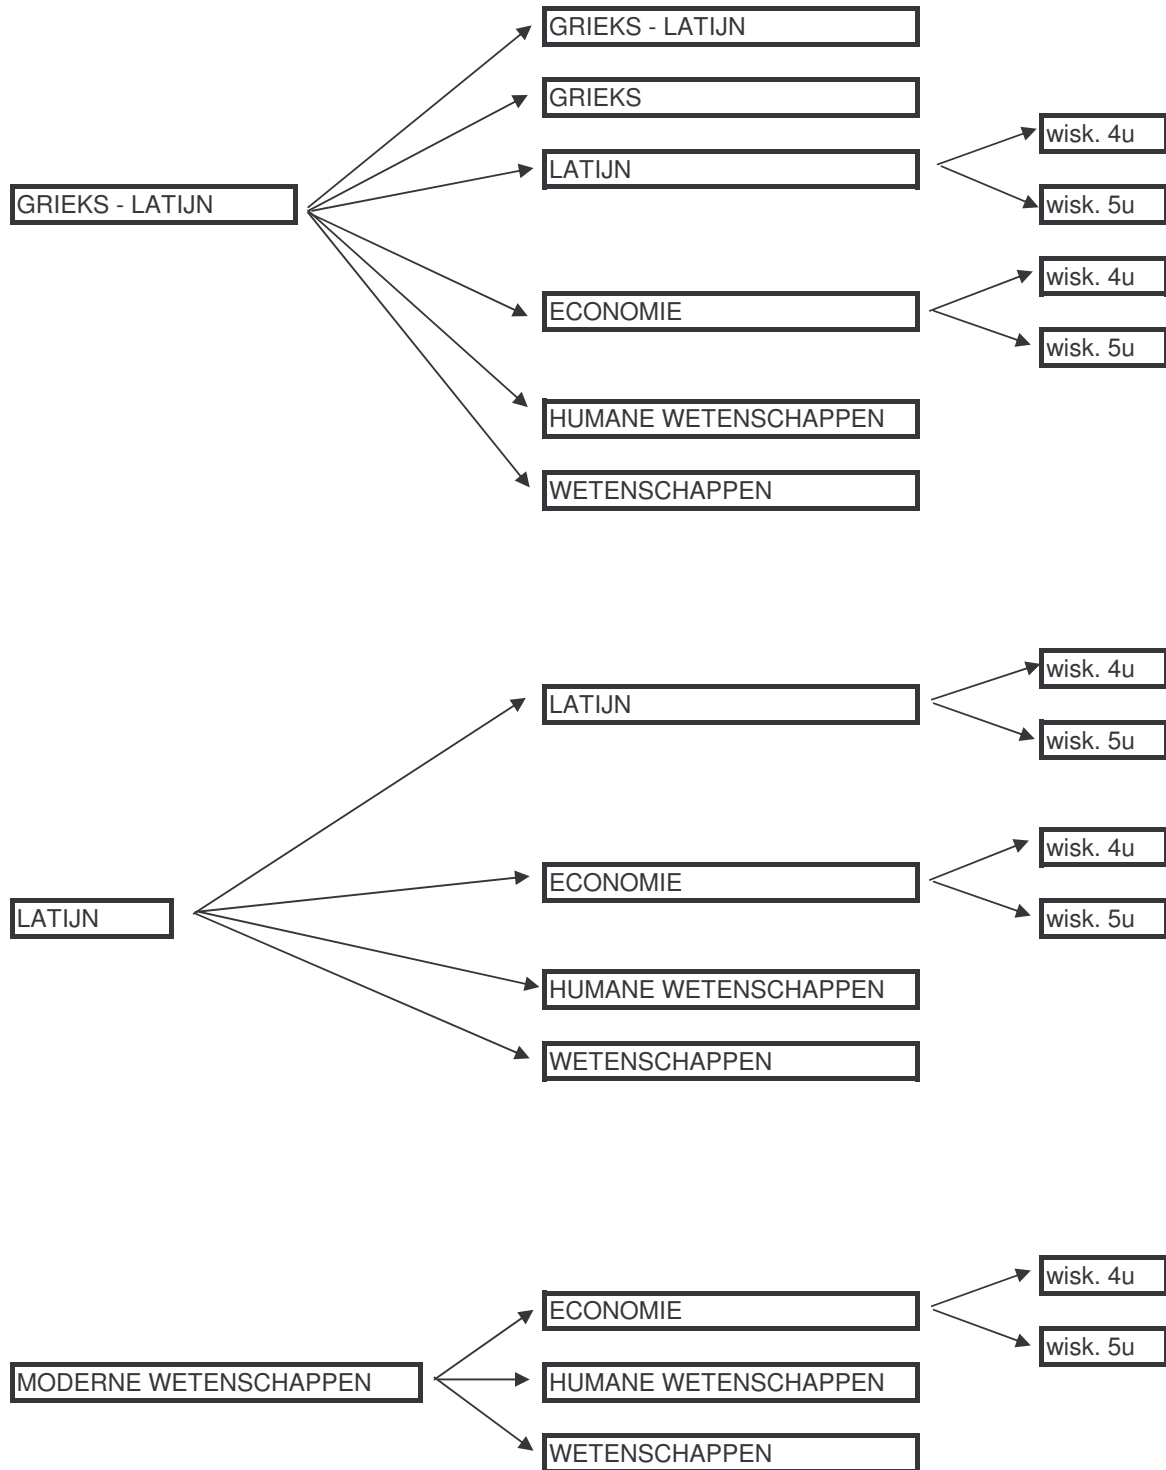 GRIEKS - LATIJN
GRIEKS
wisk. 4u
LATIJN
GRIEKS - LATIJN
wisk. 5u
wisk. 4u
ECONOMIE
wisk. 5u
HUMANE WETENSCHAPPEN
WETENSCHAPPEN
wisk. 4u
LATIJN
wisk. 5u
wisk. 4u
ECONOMIE
LATIJN
wisk. 5u
HUMANE WETENSCHAPPEN
WETENSCHAPPEN
wisk. 4u
ECONOMIE
wisk. 5u
MODERNE WETENSCHAPPEN
HUMANE WETENSCHAPPEN
WETENSCHAPPEN